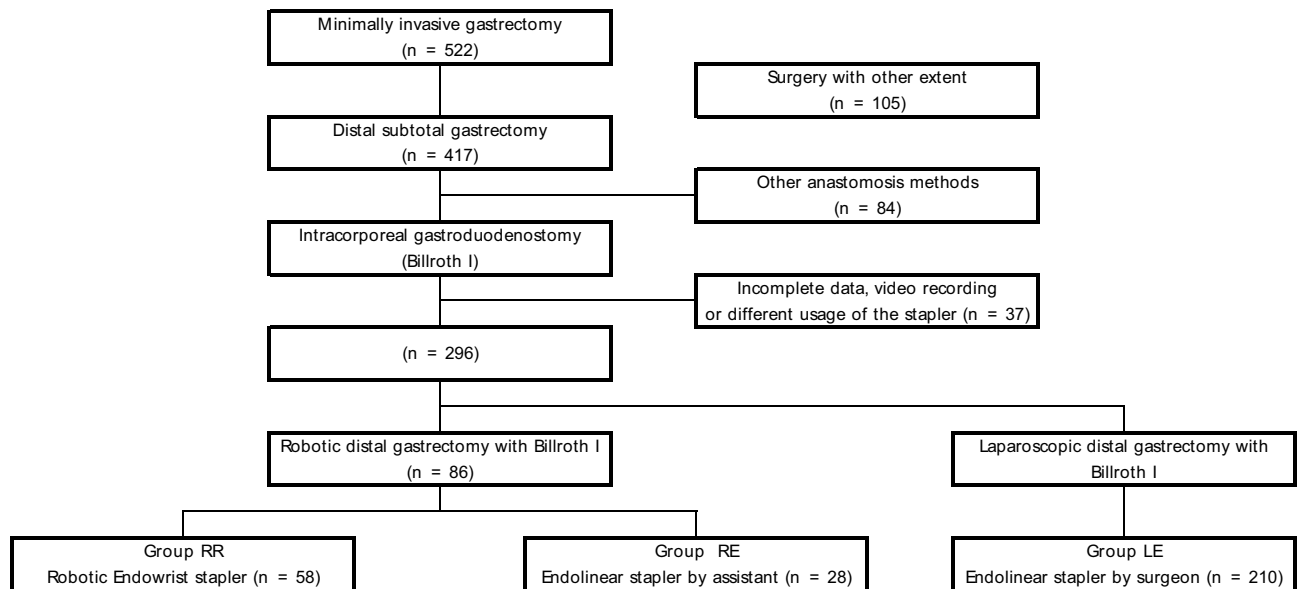 Minimally invasive gastrectomy
(n = 522)
Surgery with other extent
(n = 105)
Distal subtotal gastrectomy
(n = 417)
Other anastomosis methods
(n = 84)
Intracorporeal gastroduodenostomy
(Billroth I)
Incomplete data, video recording
or different usage of the stapler (n = 37)
(n = 296)
Robotic distal gastrectomy with Billroth I
(n = 86)
Laparoscopic distal gastrectomy with
Billroth I
Group RR
Robotic Endowrist stapler (n = 58)
Group RE
Endolinear stapler by assistant (n = 28)
Group LE
Endolinear stapler by surgeon (n = 210)